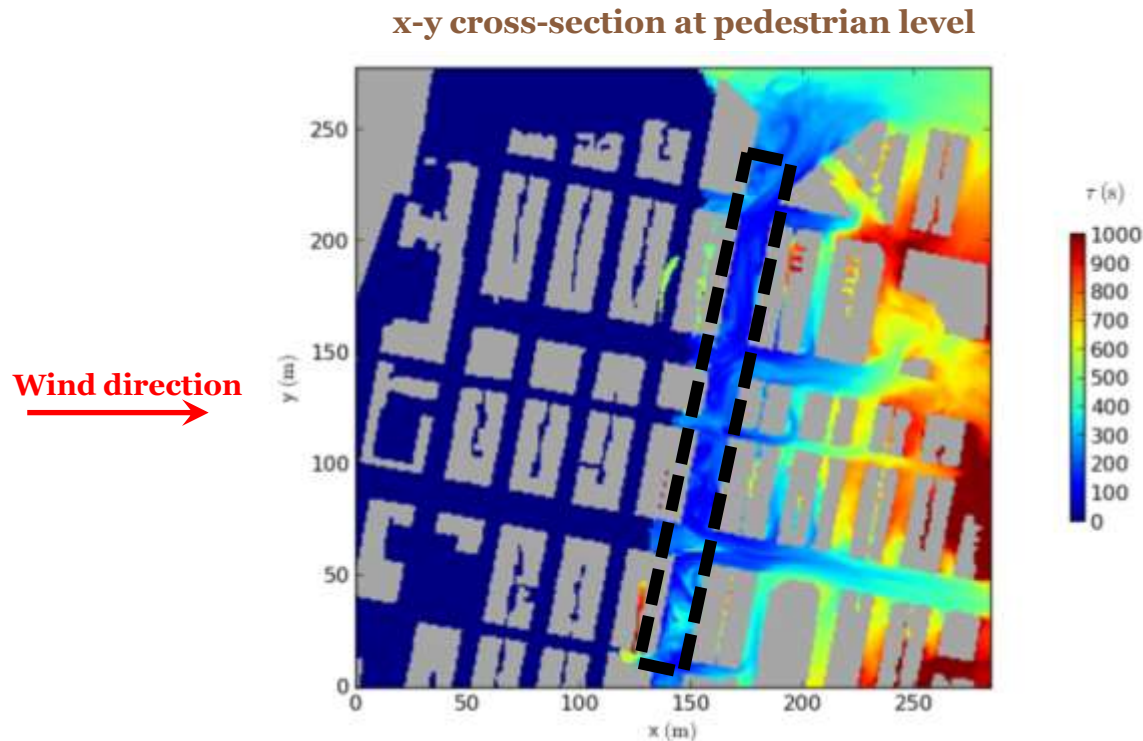 x-y cross-section at pedestrian level
Wind direction
y (m)
250
200
150
100
50
0
0 50 100 150 200 250
x (m)
τ (s)
1000
900
800
700
600
500
400
300
200
100
0